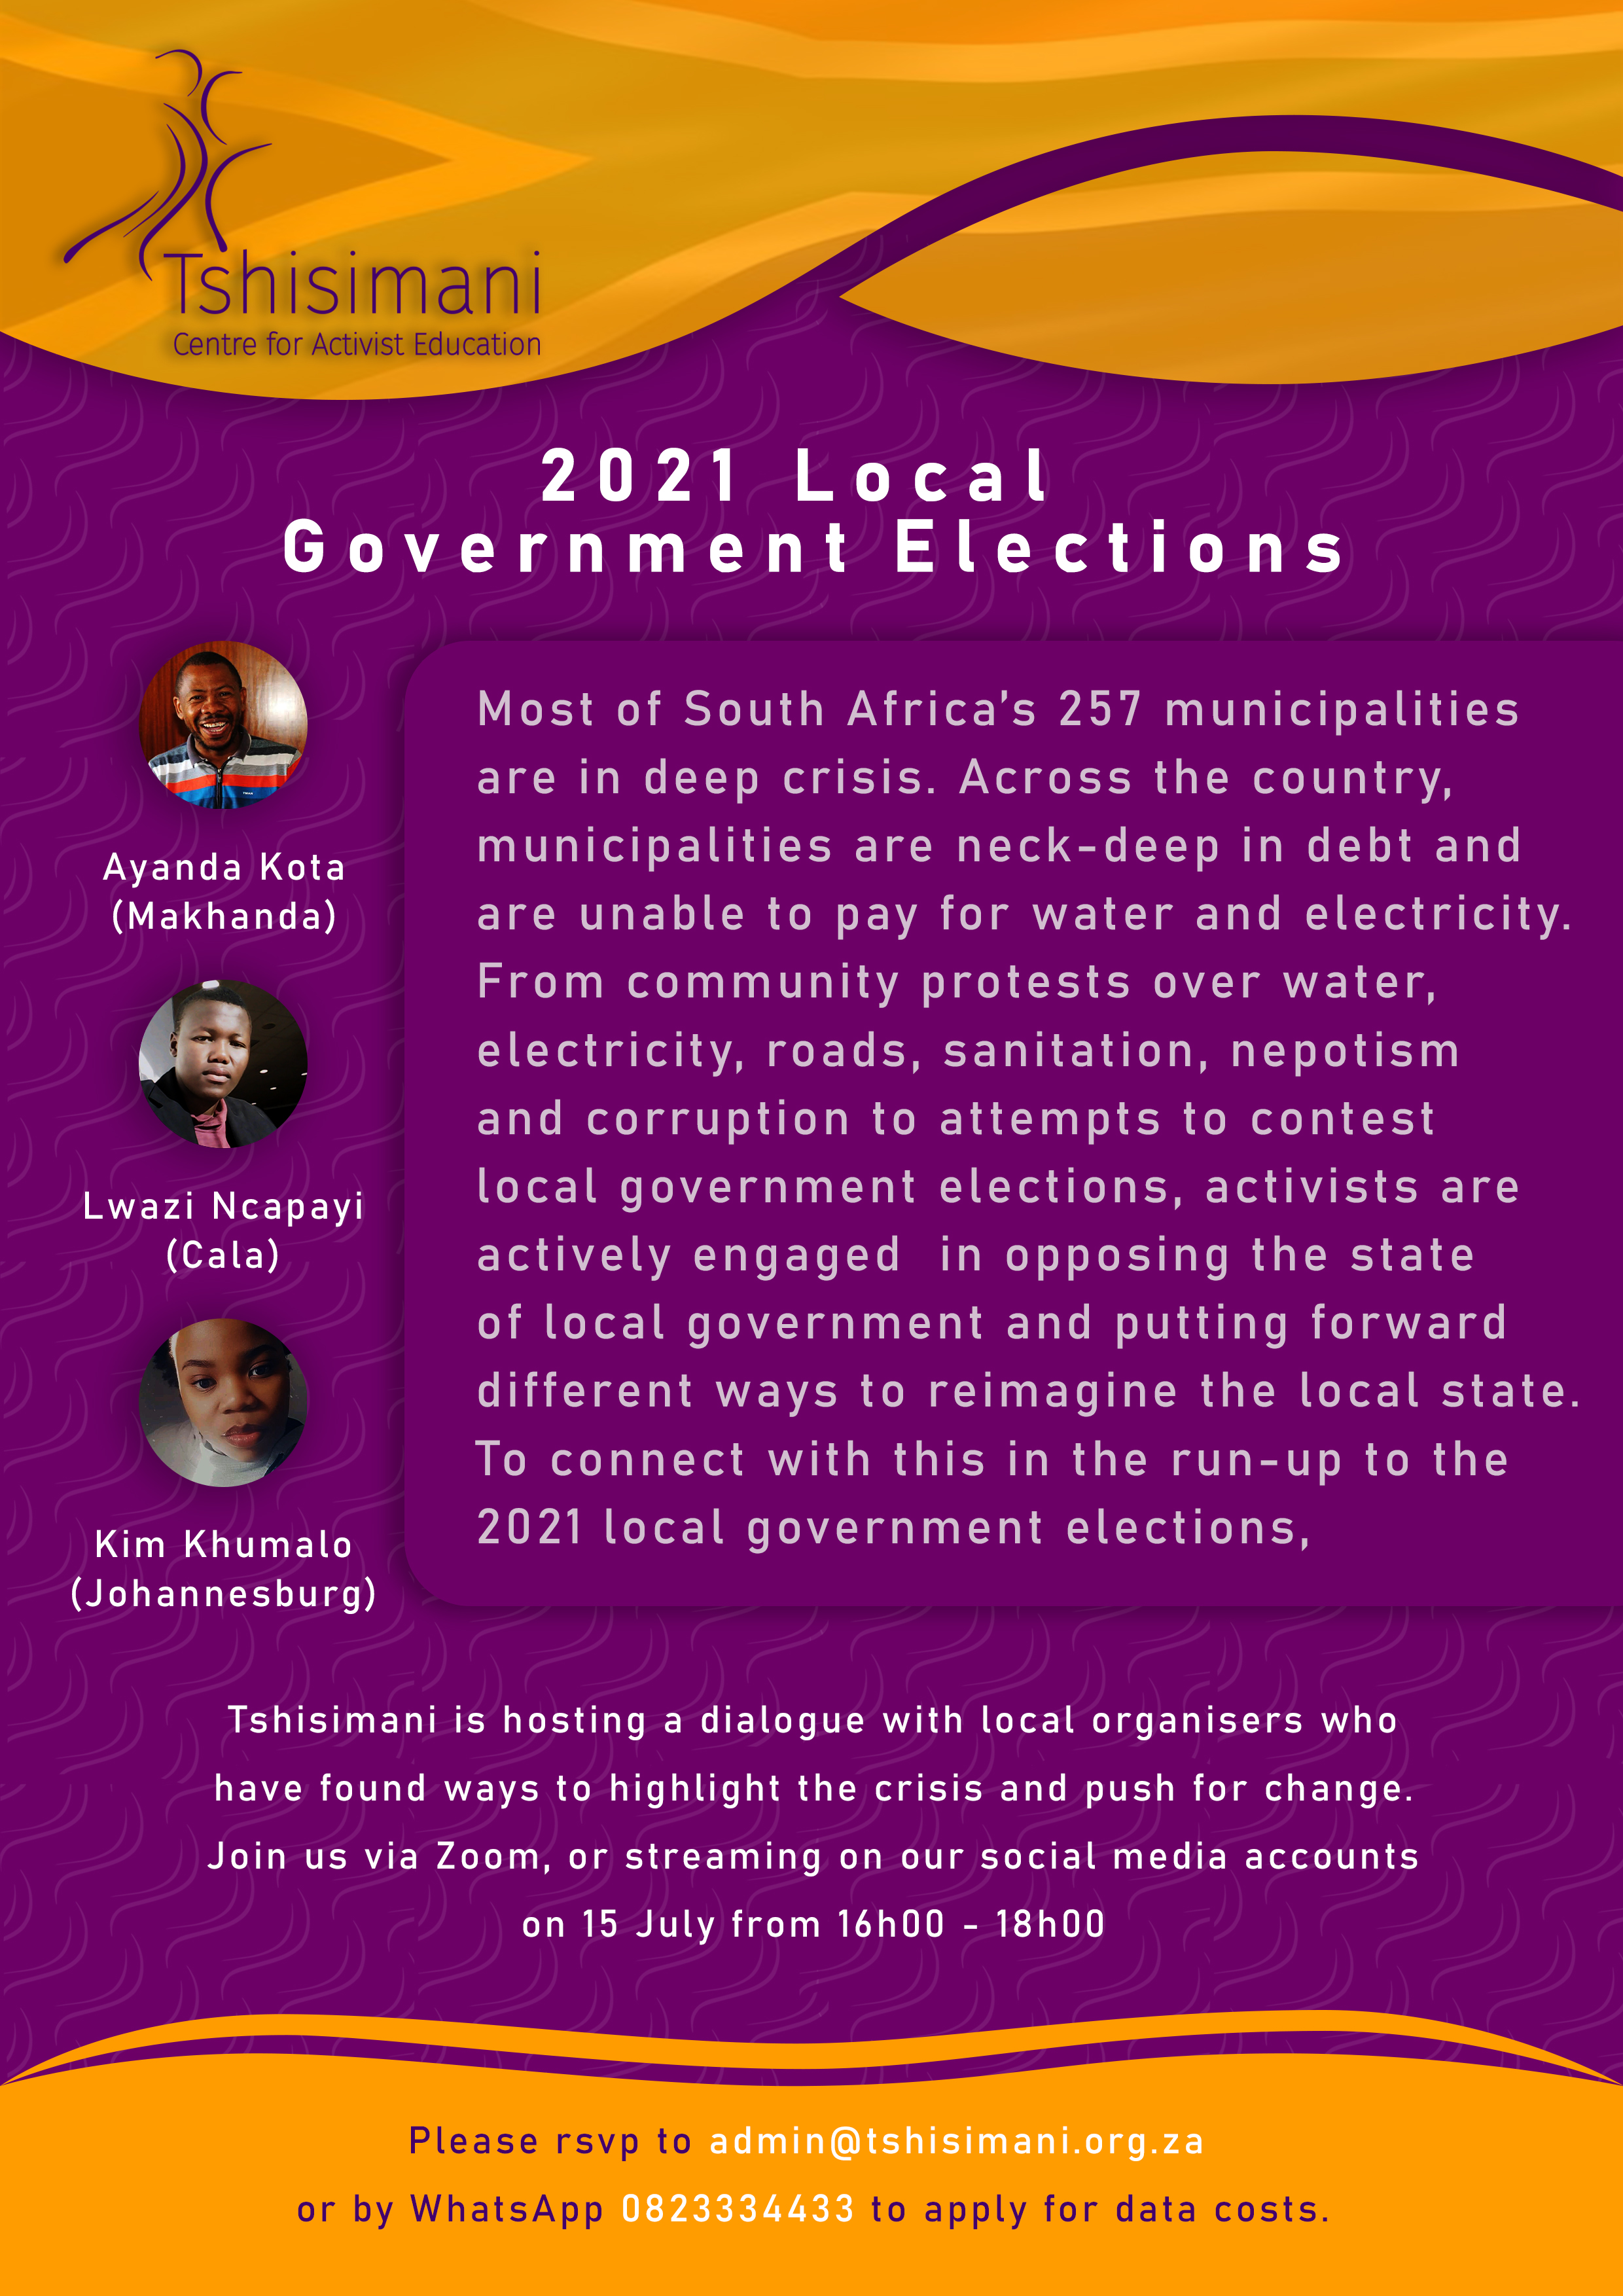 Tshisimani
Centre for Activist Education
2021 Local
Government Elections
Ayanda Kota
(Makhanda)
Lwazi Ncapayi
(Cala)
Kim Khumalo
(Johannesburg)
Most of South Africa’s 257 municipalities
are in deep crisis. Across the country,
municipalities are neck-deep in debt and
are unable to pay for water and electricity.
From community protests over water,
electricity, roads, sanitation, nepotism
and corruption to attempts to contest
local government elections, activists are
actively engaged  in opposing the state
of local government and putting forward
different ways to reimagine the local state.
To connect with this in the run-up to the
2021 local government elections,
Tshisimani is hosting a dialogue with local organisers who
have found ways to highlight the crisis and push for change.
Join us via Zoom, or streaming on our social media accounts
on 15 July from 16h00 - 18h00
Please rsvp to admin@tshisimani.org.za
or by WhatsApp 0823334433 to apply for data costs.